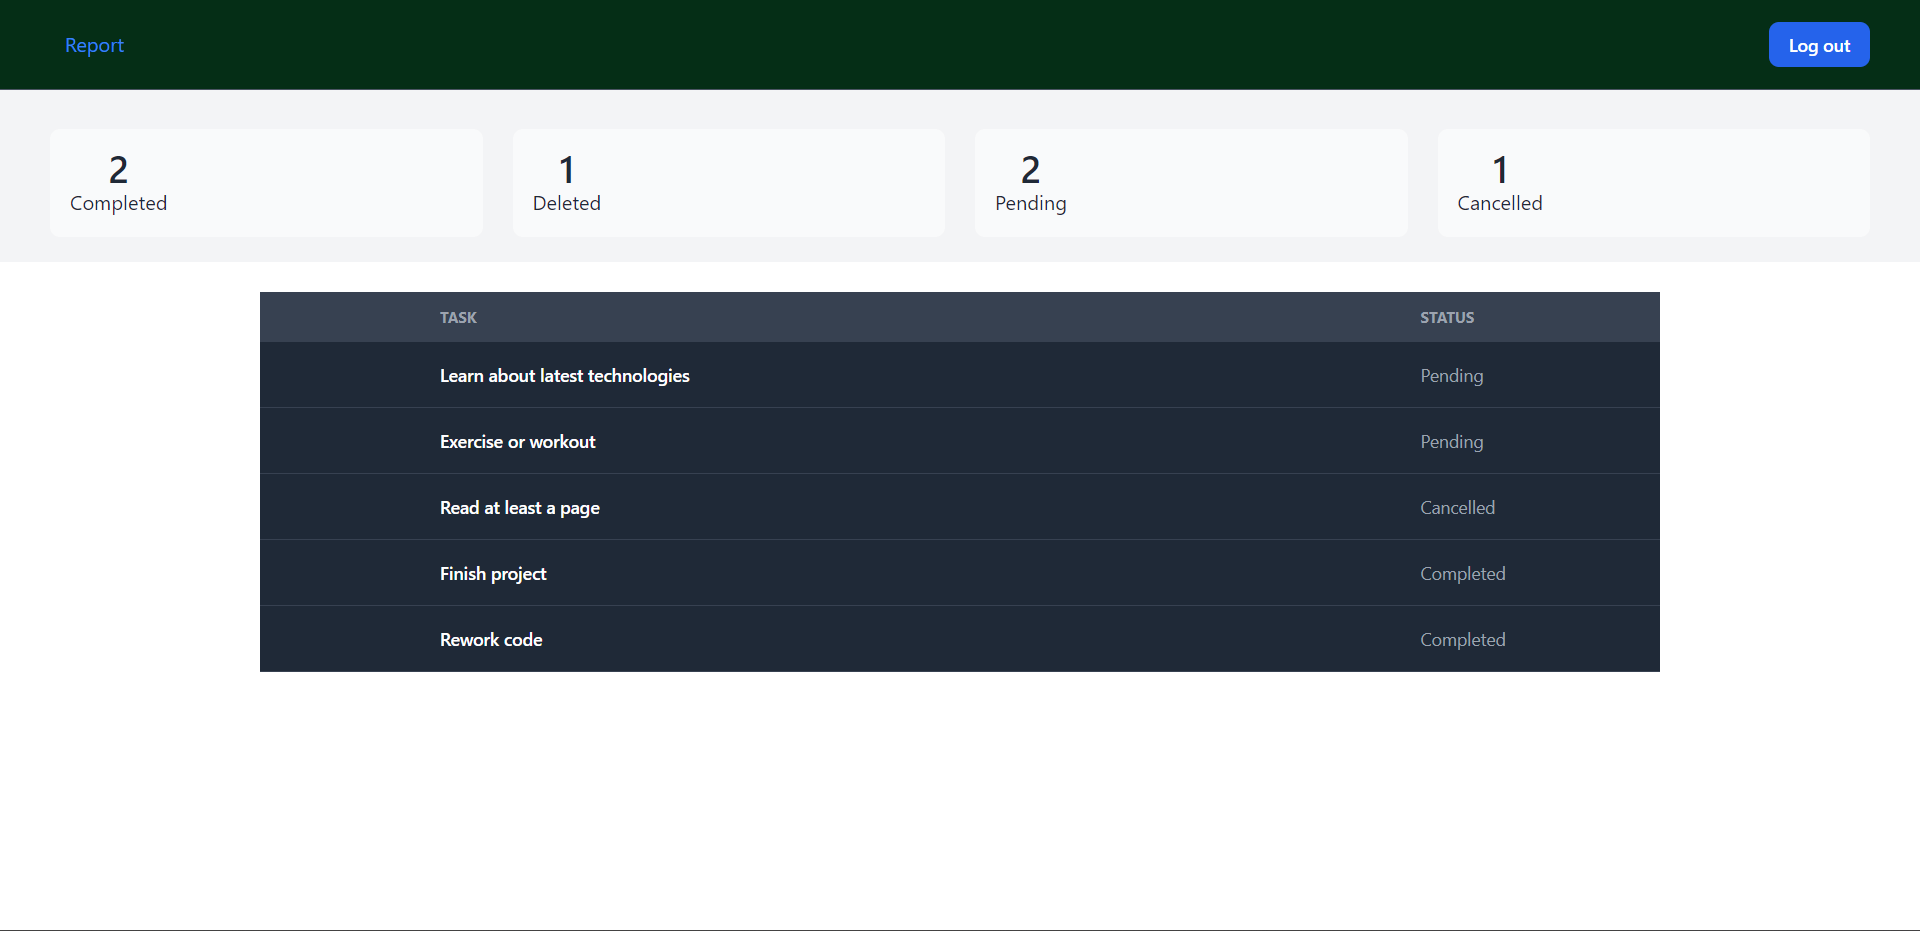 Report
Log out
2
Completed
1
Deleted
2
Pending
1
Cancelled
TASK STATUS
Learn about latest technologies Pending
Exercise or workout Pending
Read at least a page Cancelled
Finish project Completed
Rework code Completed